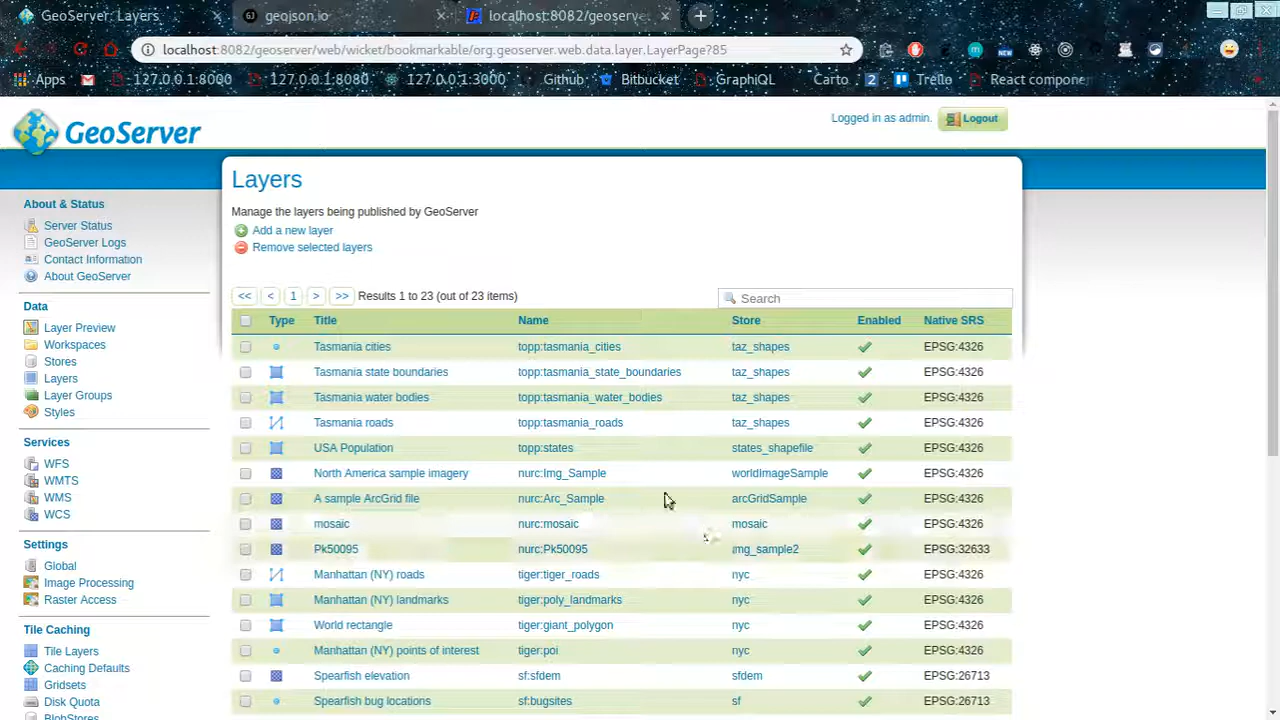 GeoServer: Layers
geojson.io
localhost:8082/geoserve
localhost:8082/geoserver/web/wicket/bookmarkable/org.geoserver.web.data.layer.LayerPage?85
Apps 127.0.0.1:8000 127.0.0.1:8080 127.0.0.1:3000 Github Bitbucket GraphiQL Carto 2 Trello React compone
GeoServer
Logged in as admin. Logout
About & Status
Server Status
GeoServer Logs
Contact Information
About GeoServer
Data
Layer Preview
Workspaces
Stores
Layers
Layer Groups
Styles
Services
WFS
WMTS
WMS
WCS
Settings
Global
Image Processing
Raster Access
Tile Caching
Tile Layers
Caching Defaults
Gridsets
Disk Quota
BlobStores
Layers
Manage the layers being published by GeoServer
Add a new layer
Remove selected layers
<< < 1 > >> Results 1 to 23 (out of 23 items) Search
Type Title Name Store Enabled Native SRS
Tasmania cities topp:tasmania_cities taz_shapes EPSG:4326
Tasmania state boundaries topp:tasmania_state_boundaries taz_shapes EPSG:4326
Tasmania water bodies topp:tasmania_water_bodies taz_shapes EPSG:4326
Tasmania roads topp:tasmania_roads taz_shapes EPSG:4326
USA Population topp:states states_shapefile EPSG:4326
North America sample imagery nurc:Img_Sample worldImageSample EPSG:4326
A sample ArcGrid file nurc:Arc_Sample arcGridSample EPSG:4326
mosaic nurc:mosaic mosaic EPSG:4326
Pk50095 nurc:Pk50095 img_sample2 EPSG:32633
Manhattan (NY) roads tiger:tiger_roads nyc EPSG:4326
Manhattan (NY) landmarks tiger:poly_landmarks nyc EPSG:4326
World rectangle tiger:giant_polygon nyc EPSG:4326
Manhattan (NY) points of interest tiger:poi nyc EPSG:4326
Spearfish elevation sf:sfdem sfdem EPSG:26713
Spearfish bug locations sf:bugsites sf EPSG:26713